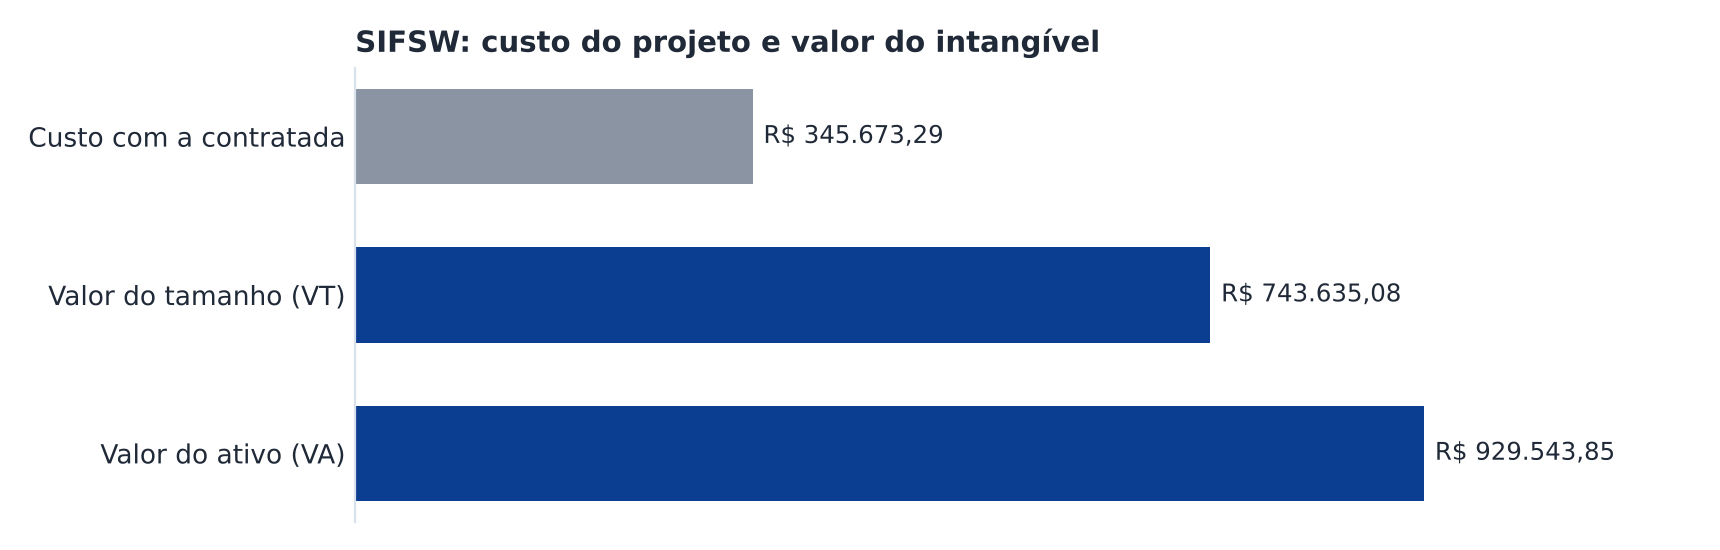 SIFSW: custo do projeto e valor do intangível
Custo com a contratada
R$ 345.673,29
Valor do tamanho (VT)
R$ 743.635,08
Valor do ativo (VA)
R$ 929.543,85